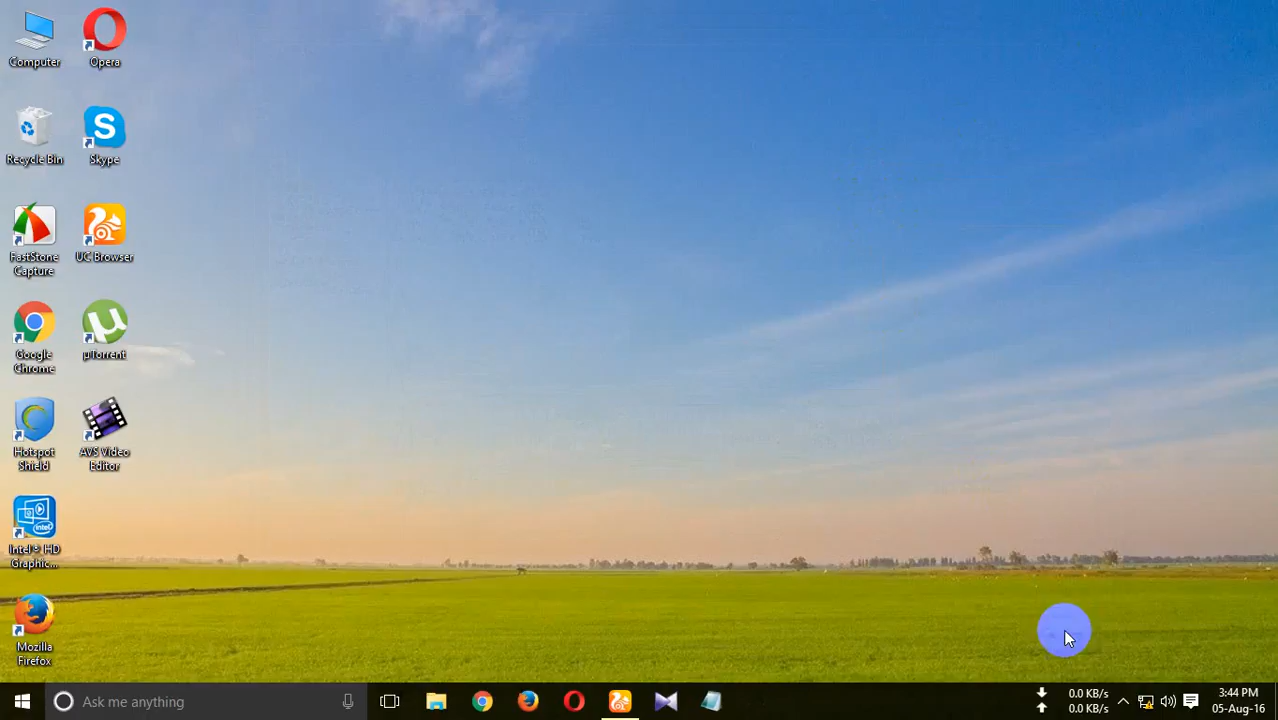 Computer
Opera
Recycle Bin
Skype
FastStone
Capture
UC Browser
Google
Chrome
µTorrent
Hotspot
Shield
AVS Video
Editor
Intel® HD
Graphic...
Mozilla
Firefox
Ask me anything
0.0 KB/s
0.0 KB/s
3:44 PM
05-Aug-16